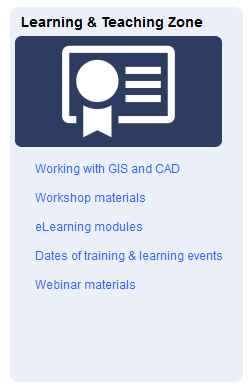 Learning & Teaching Zone
Working with GIS and CAD
Workshop materials
eLearning modules
Dates of training & learning events
Webinar materials